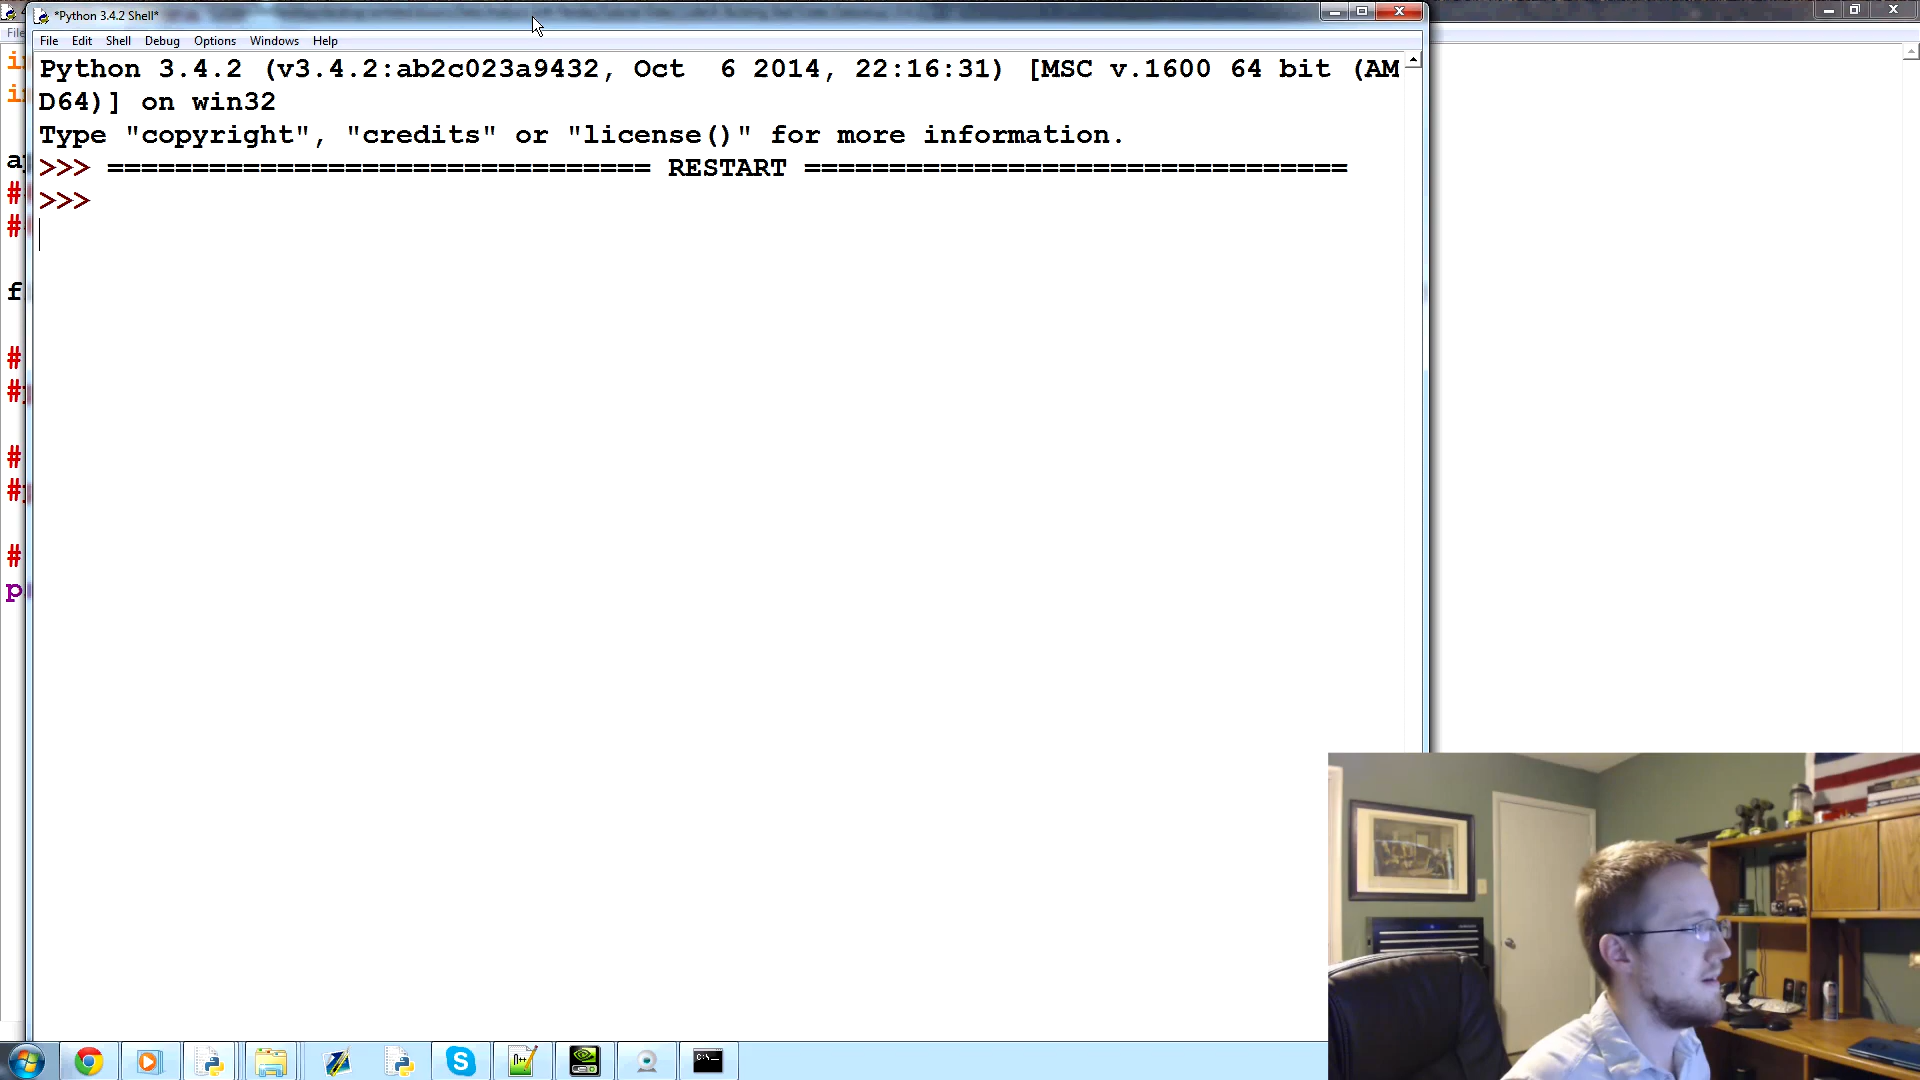 *Python 3.4.2 Shell*
File Edit Shell Debug Options Windows Help
Python 3.4.2 (v3.4.2:ab2c023a9432, Oct  6 2014, 22:16:31) [MSC v.1600 64 bit (AM
D64)] on win32
Type "copyright", "credits" or "license()" for more information.
>>> ================================ RESTART ================================
>>>